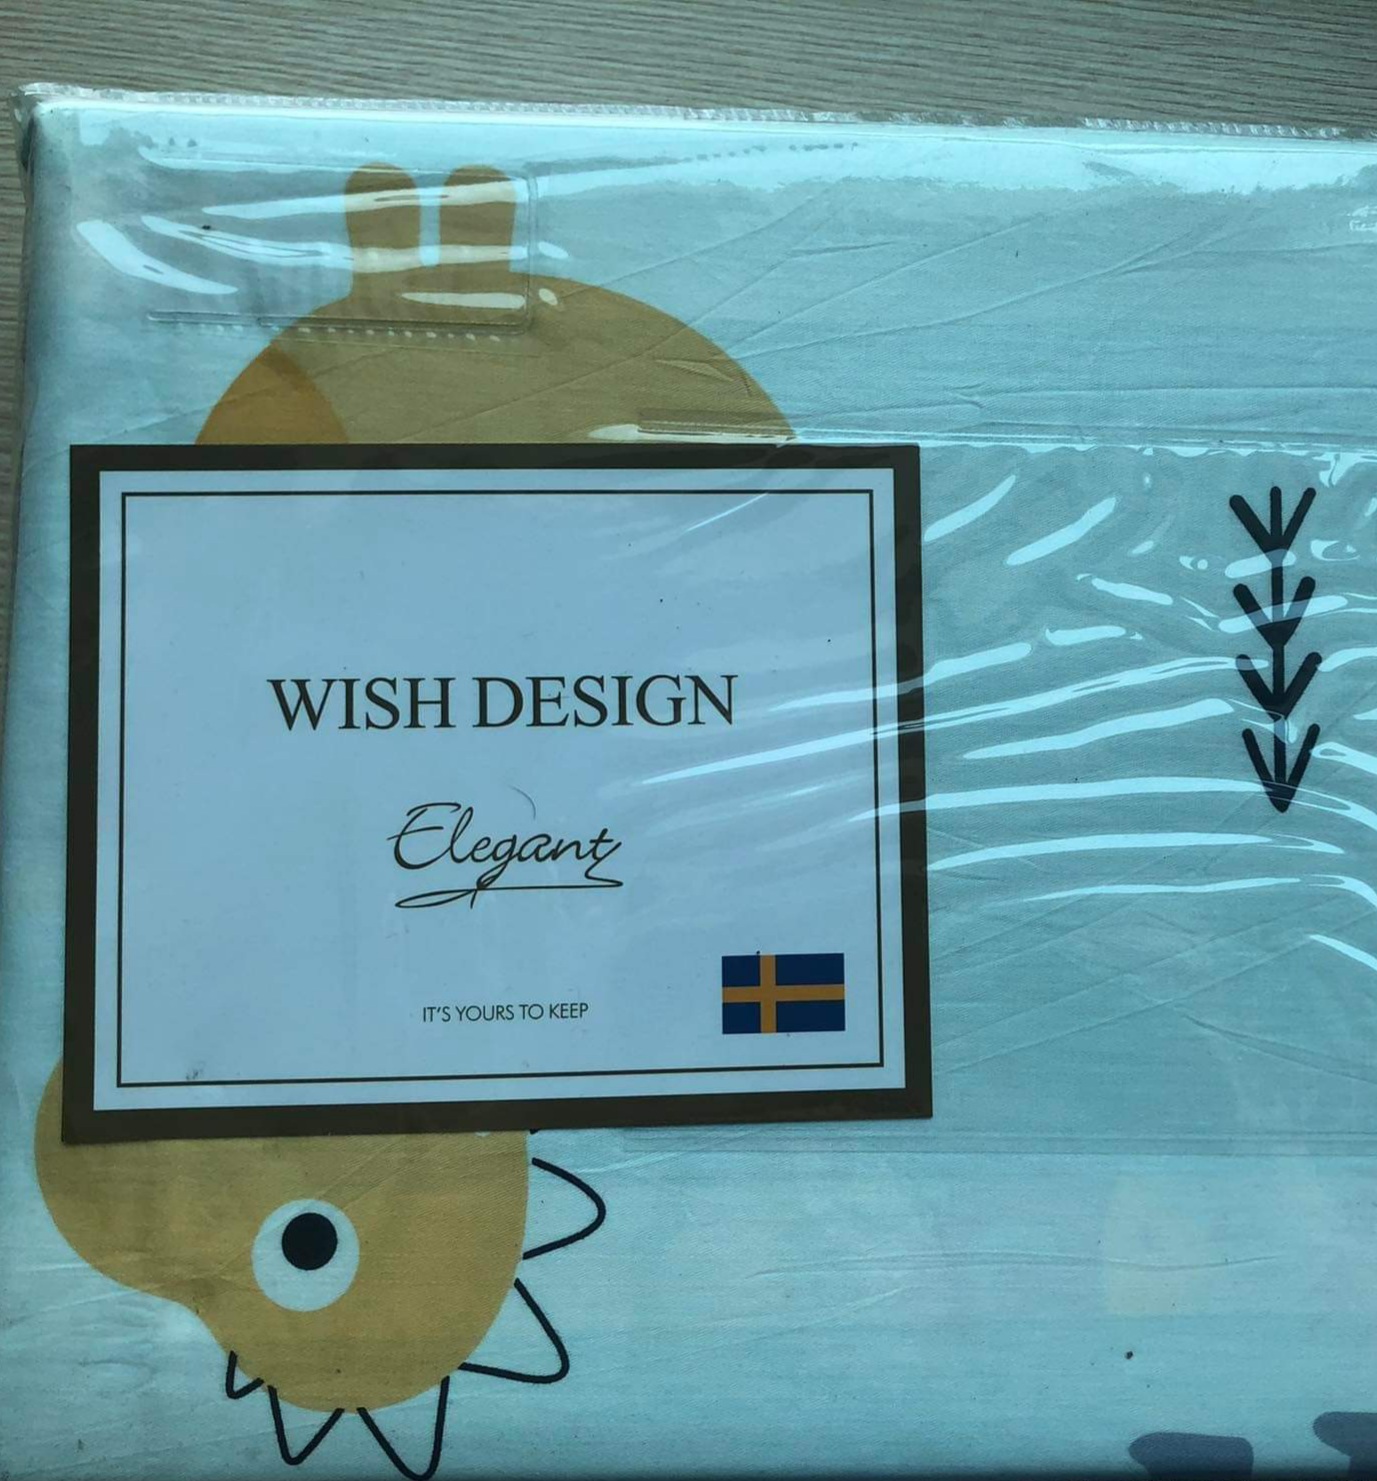 WISH DESIGN
Elegant
IT'S YOURS TO KEEP